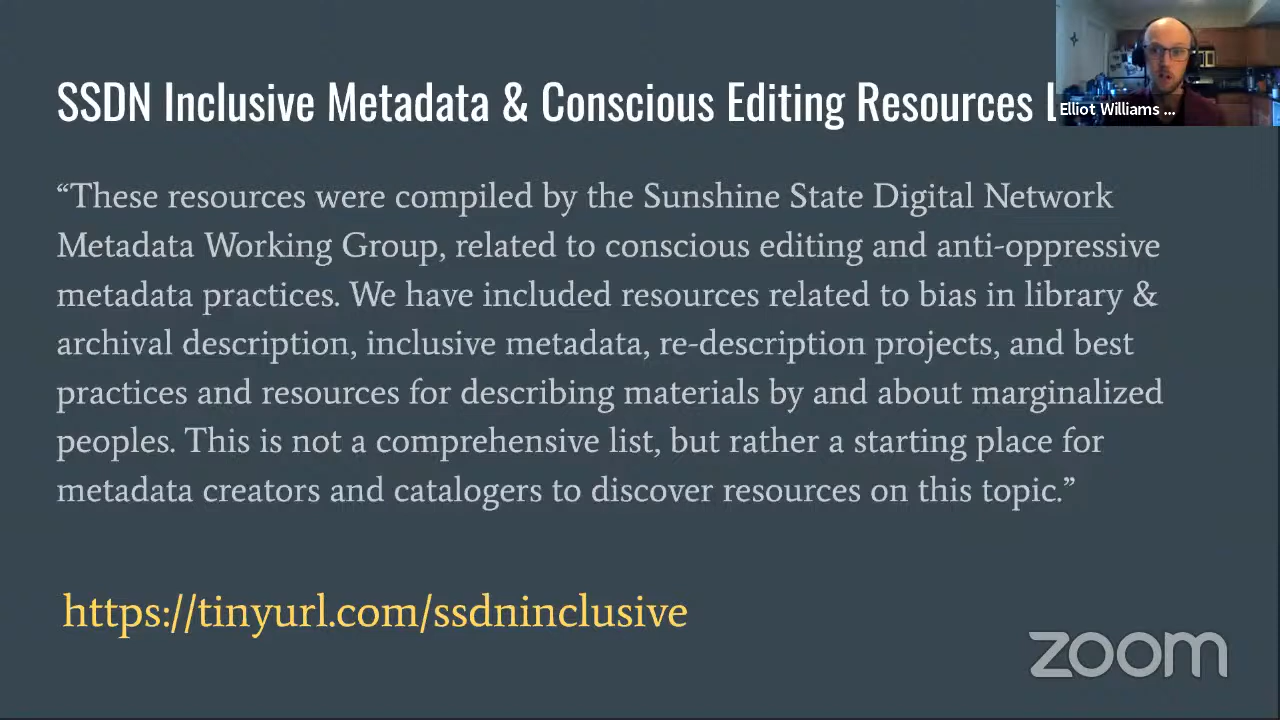 SSDN Inclusive Metadata & Conscious Editing Resources
Elliot Williams ...
“These resources were compiled by the Sunshine State Digital Network
Metadata Working Group, related to conscious editing and anti-oppressive
metadata practices. We have included resources related to bias in library &
archival description, inclusive metadata, re-description projects, and best
practices and resources for describing materials by and about marginalized
peoples. This is not a comprehensive list, but rather a starting place for
metadata creators and catalogers to discover resources on this topic.”
https://tinyurl.com/ssdninclusive
zoom